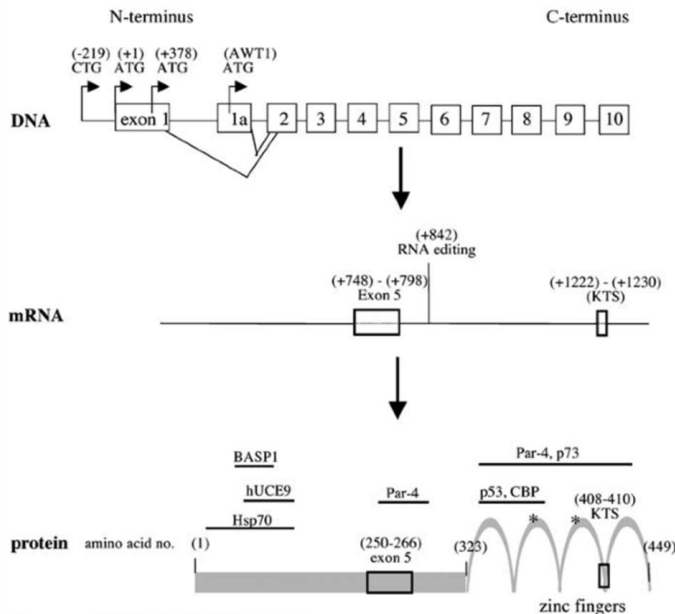 N-terminus C-terminus
(-219) (+1) (+378) (AWT1)
CTG ATG ATG ATG
DNA exon 1 1a 2 3 4 5 6 7 8 9 10
(+842)
RNA editing
(+748) - (+798) (+1222) - (+1230)
Exon 5 (KTS)
mRNA
BASP1 Par-4, p73
hUCE9 Par-4 p53, CBP (408-410)
Hsp70 KTS
* *
protein amino acid no. (1) (250-266) (323) (449)
exon 5
zinc fingers